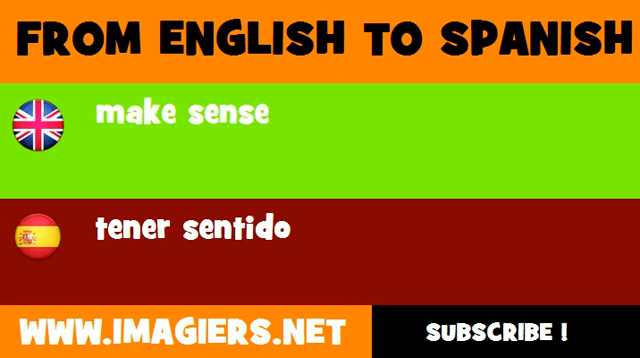 FROM ENGLISH TO SPANISH
make sense
tener sentido
WWW.IMAGIERS.NET
SUBSCRIBE !